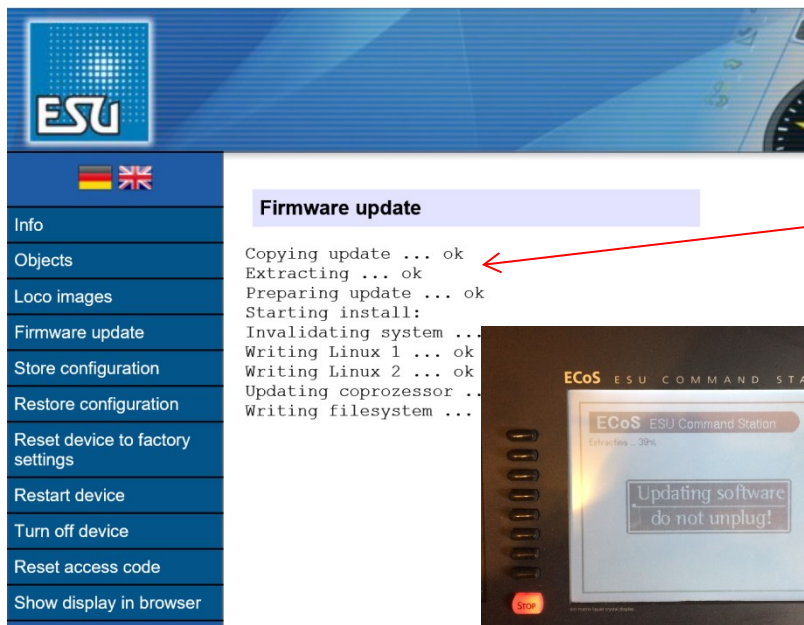 ESU
Info
Objects
Loco images
Firmware update
Store configuration
Restore configuration
Reset device to factory
settings
Restart device
Turn off device
Reset access code
Show display in browser
Firmware update
Copying update ... ok
Extracting ... ok
Preparing update ... ok
Starting install:
Invalidating system ...
Writing Linux 1 ... ok
Writing Linux 2 ... ok
Updating coprozessor ..
Writing filesystem ...
ECoS ESU COMMAND STA
ECoS ESU Command Station
Extracting ... 39%
Updating software
do not unplug!
STOP